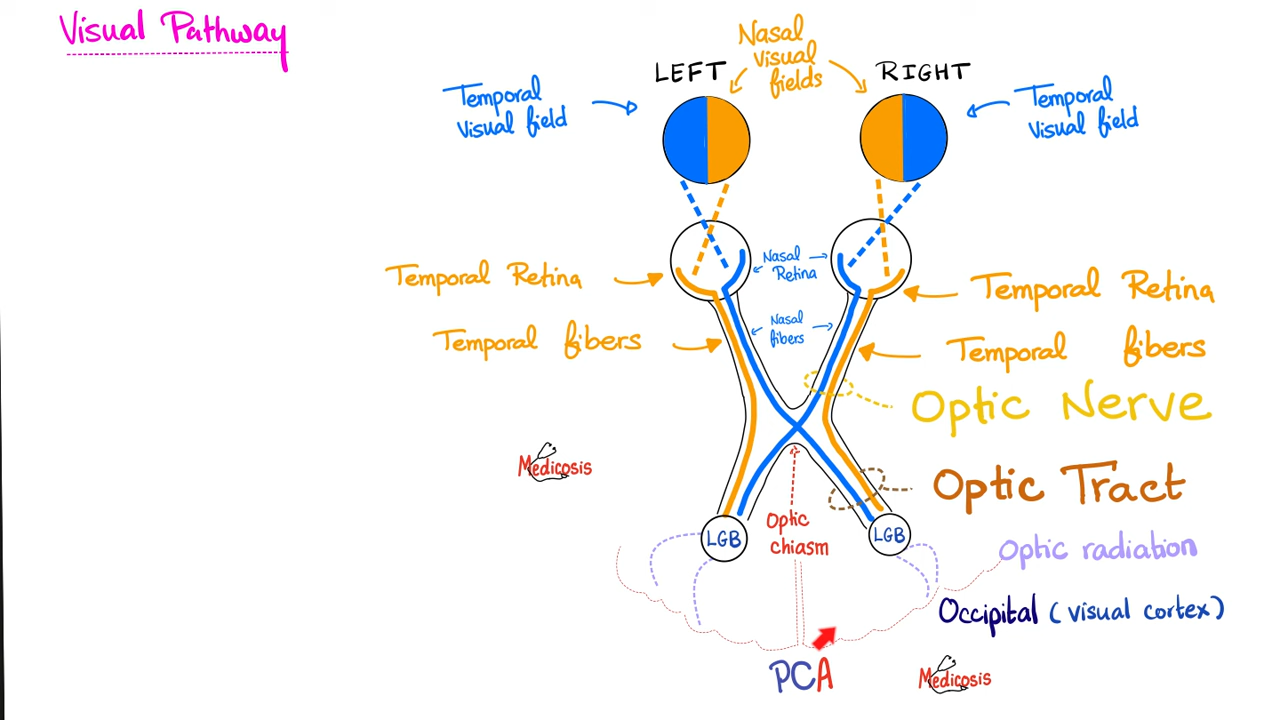 Visual Pathway
Nasal
visual
fields
LEFT
RIGHT
Temporal
visual field
Temporal
visual field
Nasal
Retina
Temporal Retina
Temporal Retina
Nasal
fibers
Temporal fibers
Temporal fibers
Optic Nerve
Medicosis
Optic Tract
Optic
chiasm
LGB
LGB
Optic radiation
Occipital (visual cortex)
PCA
Medicosis